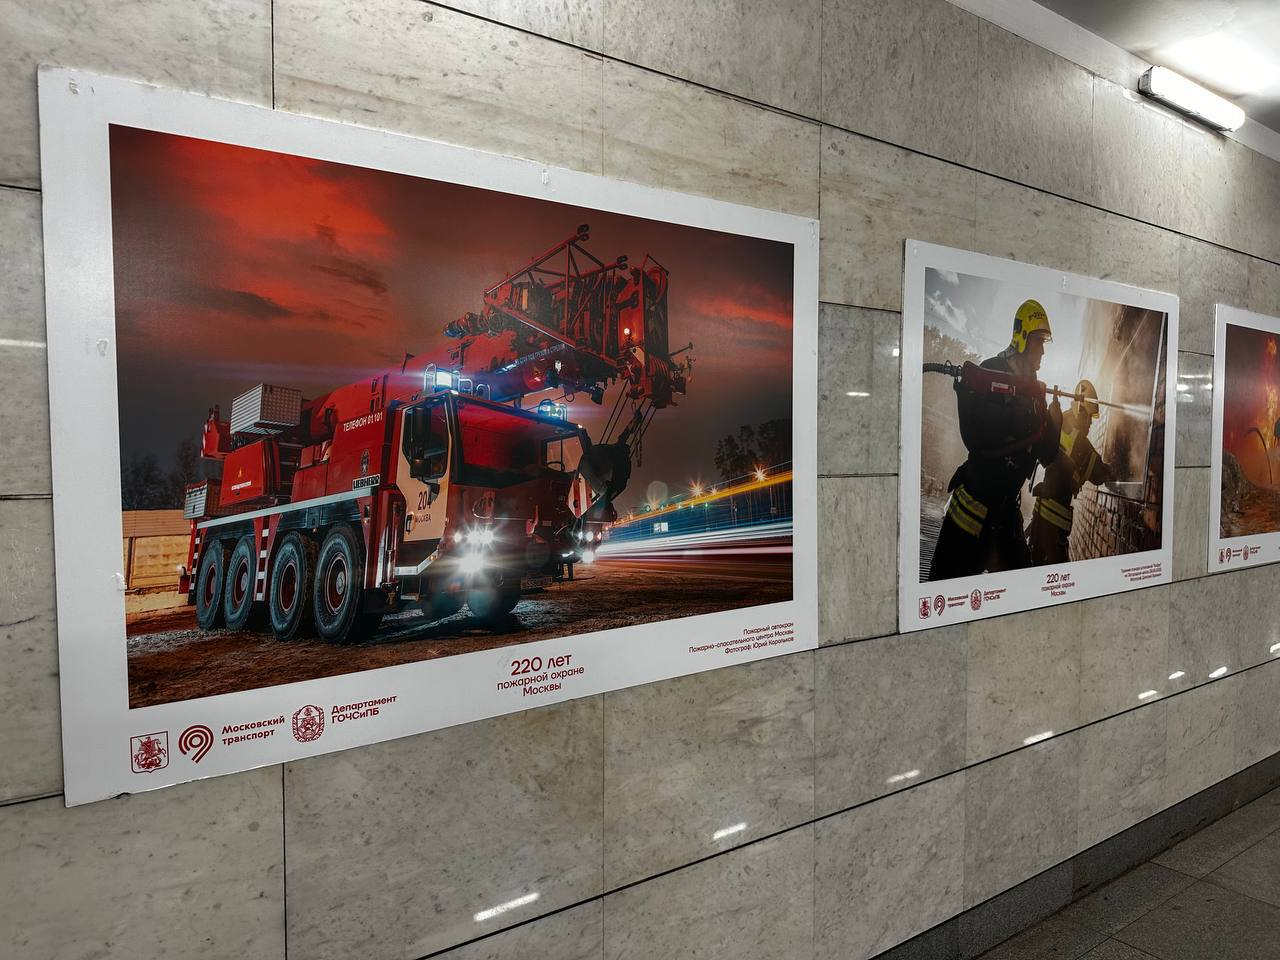 ТЕЛЕФОН 01 101
LIEBHERR
204
МОСКВА
Пожарный автокран
Пожарно-спасательного центра Москвы
Фотограф: Юрий Корольков
220 лет
пожарной охране
Москвы
Московский
транспорт
Департамент
ГОЧСиПБ
220 лет
пожарной охране
Москвы
Московский
транспорт
Департамент
ГОЧСиПБ